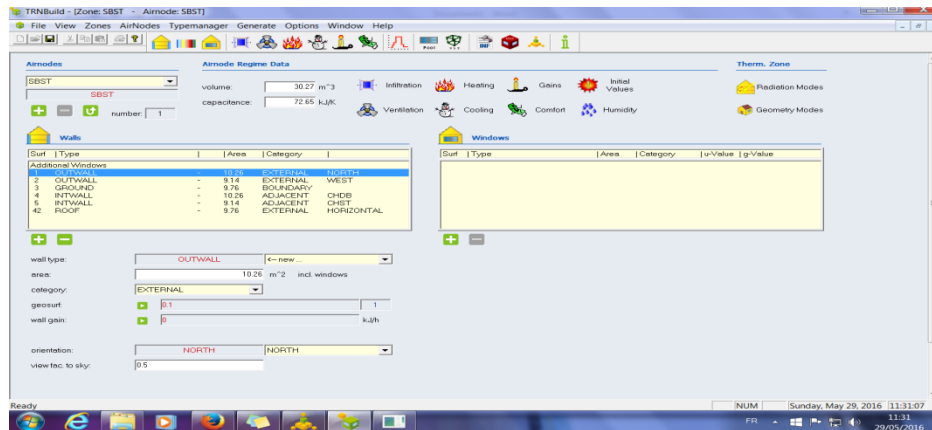 TRNBuild - [Zone: SBST - Airnode: SBST]
File View Zones AirNodes Typemanager Generate Options Window Help
Airnodes
Airnode Regime Data
Therm. Zone
SBST
SBST
number: 1
volume: 30.27 m^3
capacitance: 72.65 kJ/K
Infiltration Heating Gains Initial Values
Ventilation Cooling Comfort Humidity
Radiation Modes
Geometry Modes
Walls
Surf | Type | | Area | Category |
Additional Windows
1 OUTWALL - 10.26 EXTERNAL NORTH
2 OUTWALL - 9.14 EXTERNAL WEST
3 GROUND - 9.76 BOUNDARY
4 INTWALL - 10.26 ADJACENT CHDB
5 INTWALL - 9.14 ADJACENT CHST
42 ROOF - 9.76 EXTERNAL HORIZONTAL
Windows
Surf | Type | Area | Category | u-Value | g-Value
wall type: OUTWALL <-- new ...
area: 10.26 m^2 incl. windows
category: EXTERNAL
geosurf: 0.1 1
wall gain: 0 kJ/h
orientation: NORTH NORTH
view fac. to sky: 0.5
Ready
NUM Sunday, May 29, 2016 11:31:07
FR 11:31
29/05/2016